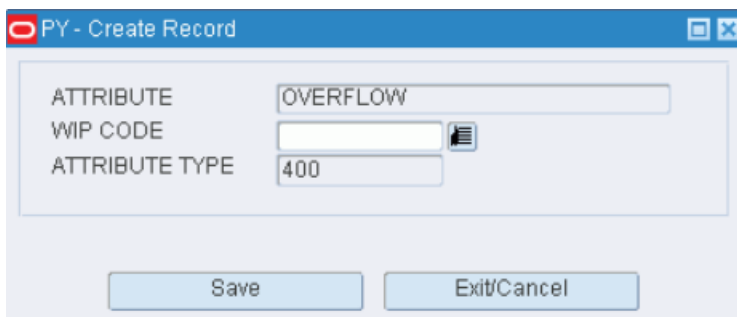 PY - Create Record
ATTRIBUTE OVERFLOW
WIP CODE
ATTRIBUTE TYPE 400
Save Exit/Cancel